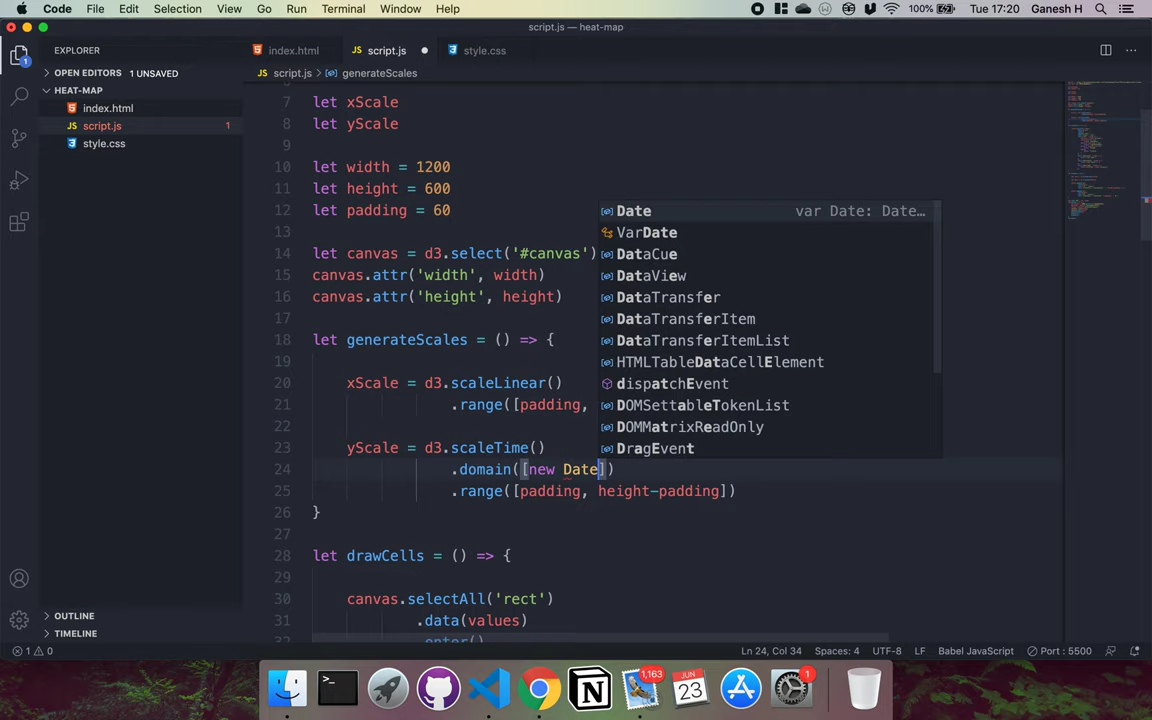 Code File Edit Selection View Go Run Terminal Window Help 100% Tue 17:20 Ganesh H
script.js — heat-map
EXPLORER
index.html JS script.js style.css
OPEN EDITORS 1 UNSAVED
JS script.js > generateScales
HEAT-MAP
index.html
JS script.js 1
style.css
7 let xScale
8 let yScale
9
10 let width = 1200
11 let height = 600
12 let padding = 60
13
14 let canvas = d3.select('#canvas')
15 canvas.attr('width', width)
16 canvas.attr('height', height)
17
18 let generateScales = () => {
19
20 xScale = d3.scaleLinear()
21 .range([padding,
22
23 yScale = d3.scaleTime()
24 .domain([new Date])
25 .range([padding, height-padding])
26 }
27
28 let drawCells = () => {
29
30 canvas.selectAll('rect')
31 .data(values)
32 .enter()
Date var Date: Date…
VarDate
DataCue
DataView
DataTransfer
DataTransferItem
DataTransferItemList
HTMLTableDataCellElement
dispatchEvent
DOMSettableTokenList
DOMMatrixReadOnly
DragEvent
OUTLINE
TIMELINE
1 0 Ln 24, Col 34 Spaces: 4 UTF-8 LF Babel JavaScript Port : 5500
1,163
JUN
23
1